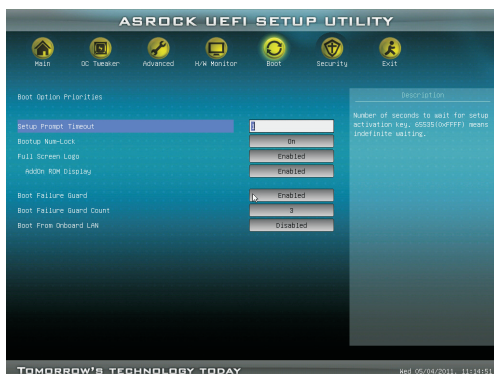 ASROCK UEFI SETUP UTILITY
Main OC Tweaker Advanced H/W Monitor Boot Security Exit
Boot Option Priorities
Setup Prompt Timeout
Bootup Num-Lock On
Full Screen Logo Enabled
AddOn ROM Display Enabled
Boot Failure Guard Enabled
Boot Failure Guard Count 3
Boot From Onboard LAN Disabled
Description
Number of seconds to wait for setup
activation key. 65535(0xFFFF) means
indefinite waiting.
TOMORROW'S TECHNOLOGY TODAY
Wed 05/04/2011, 11:14:51